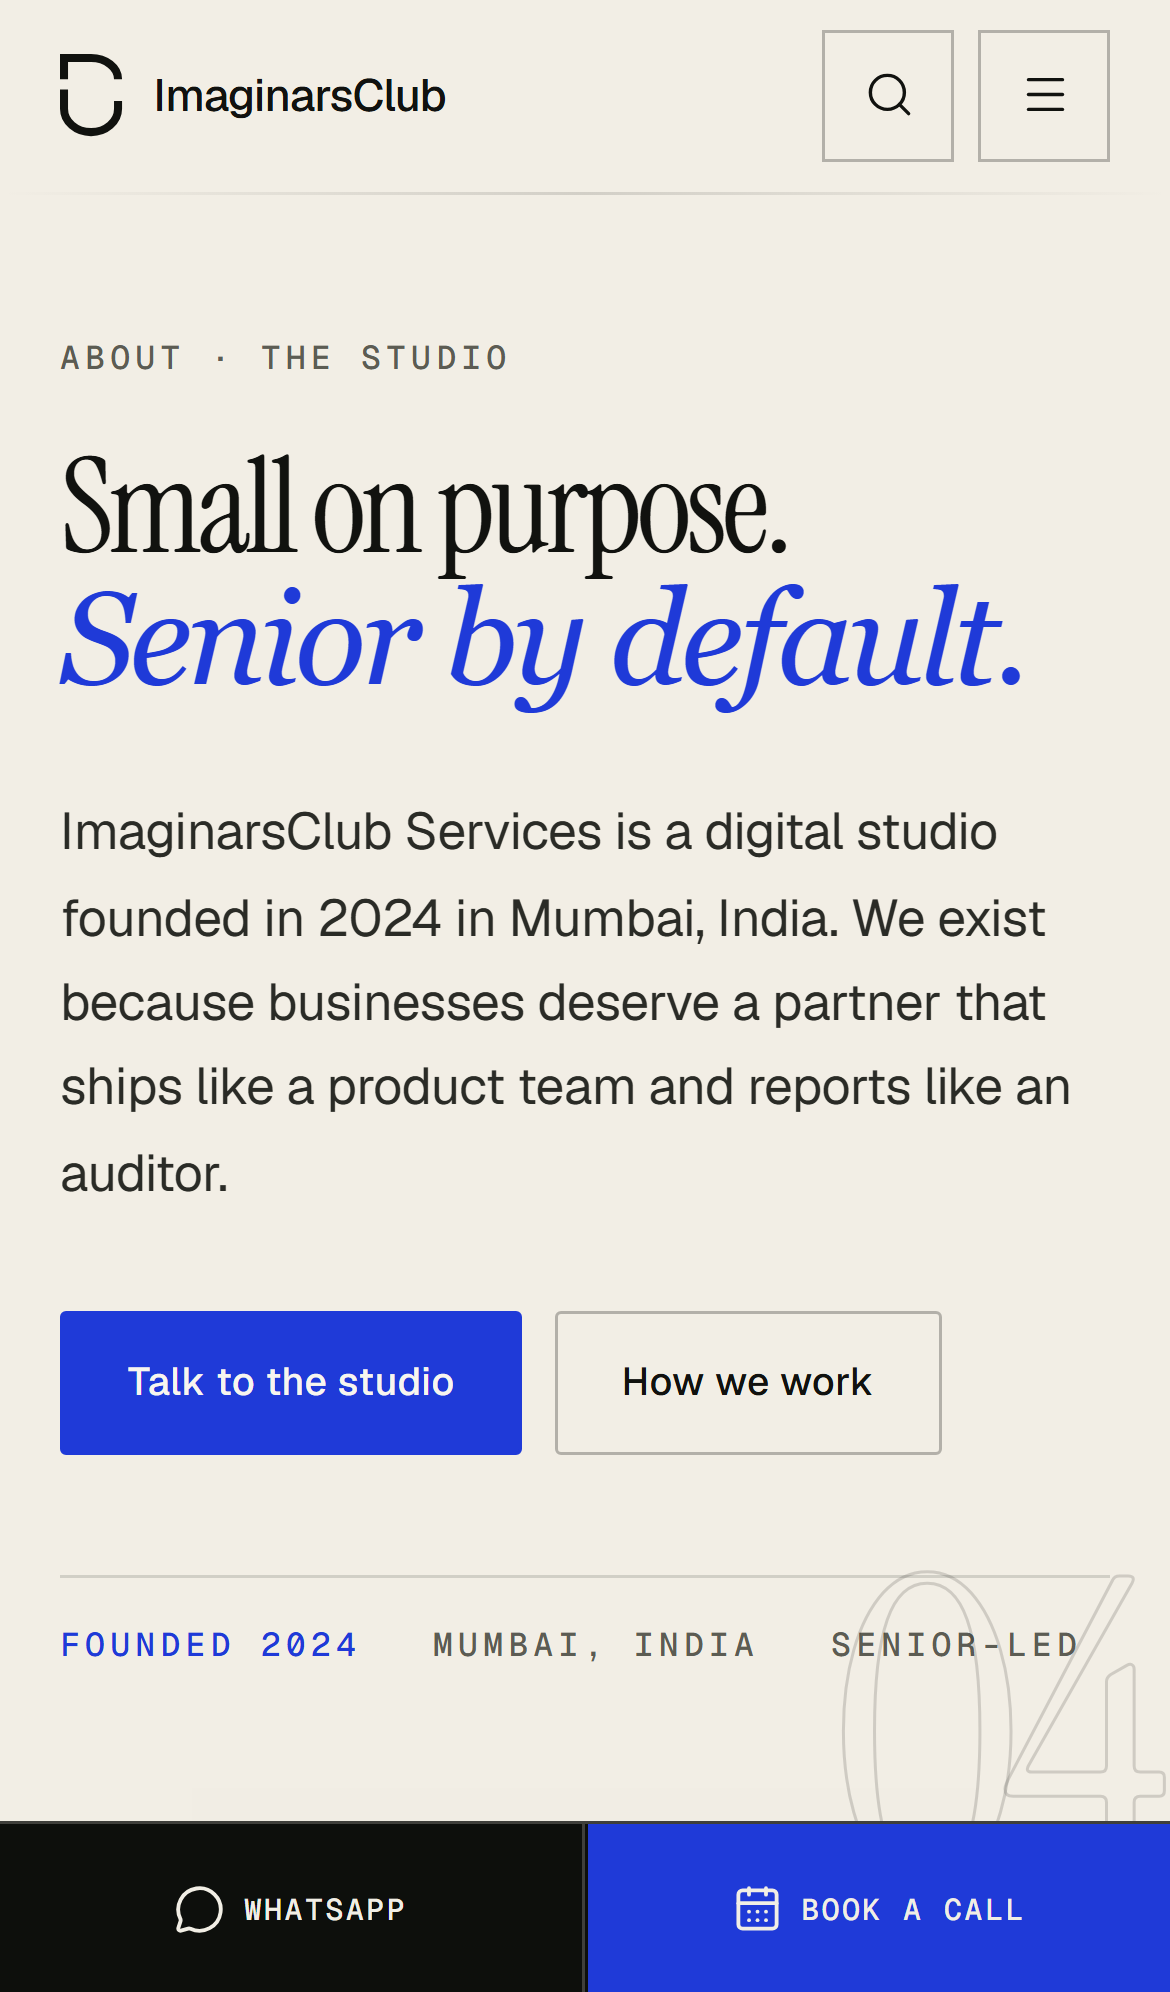 ImaginarsClub
ABOUT · THE STUDIO
Small on purpose.
Senior by default.
ImaginarsClub Services is a digital studio
founded in 2024 in Mumbai, India. We exist
because businesses deserve a partner that
ships like a product team and reports like an
auditor.
Talk to the studio
How we work
FOUNDED 2024
MUMBAI, INDIA
SENIOR-LED
04
WHATSAPP
BOOK A CALL